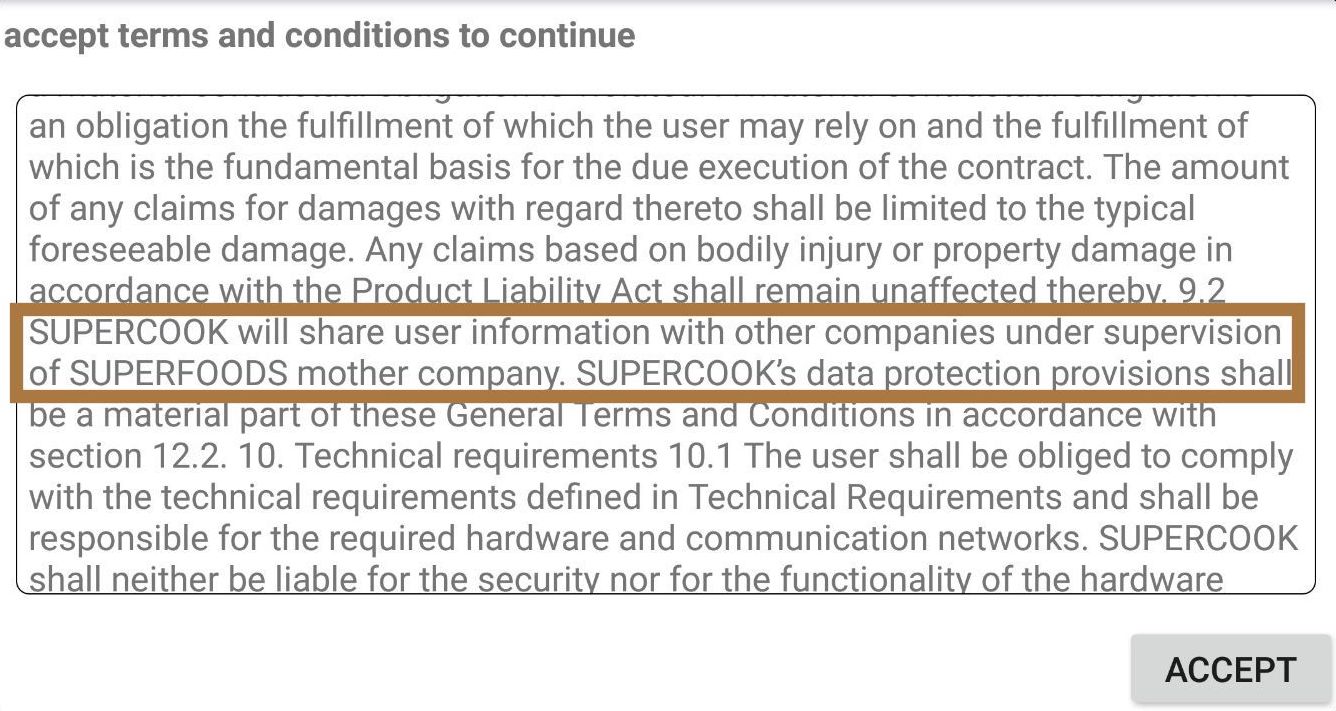 accept terms and conditions to continue
an obligation the fulfillment of which the user may rely on and the fulfillment of
which is the fundamental basis for the due execution of the contract. The amount
of any claims for damages with regard thereto shall be limited to the typical
foreseeable damage. Any claims based on bodily injury or property damage in
accordance with the Product Liability Act shall remain unaffected thereby. 9.2
SUPERCOOK will share user information with other companies under supervision
of SUPERFOODS mother company. SUPERCOOK’s data protection provisions shall
be a material part of these General Terms and Conditions in accordance with
section 12.2. 10. Technical requirements 10.1 The user shall be obliged to comply
with the technical requirements defined in Technical Requirements and shall be
responsible for the required hardware and communication networks. SUPERCOOK
shall neither be liable for the security nor for the functionality of the hardware
ACCEPT